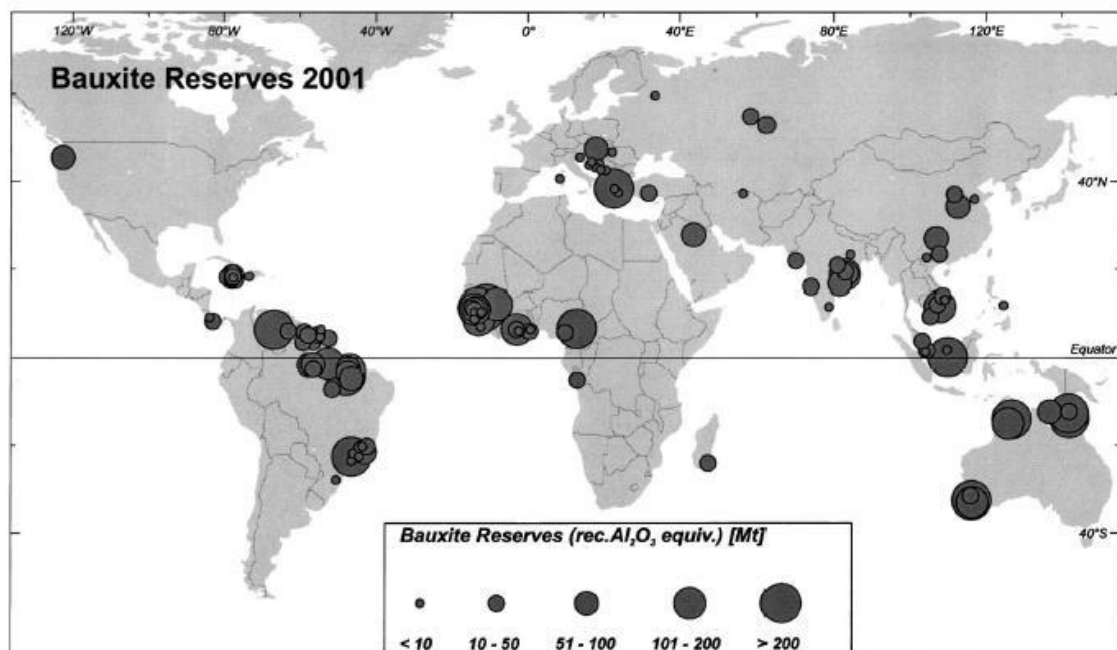 120°W 80°W 40°W 0° 40°E 80°E 120°E
Bauxite Reserves 2001
40°N
Equator
40°S
Bauxite Reserves (rec.Al₂O₃ equiv.) [Mt]
< 10 10 - 50 51 - 100 101 - 200 > 200